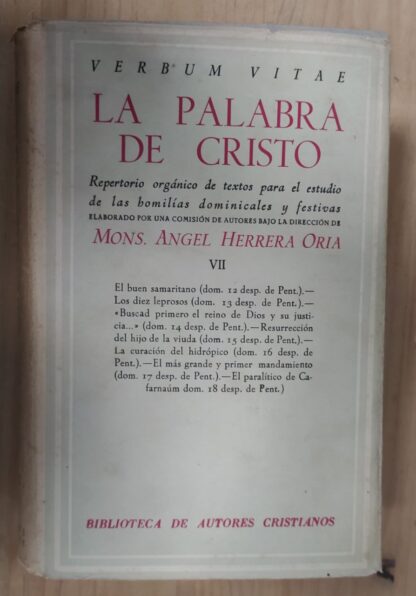 VERBUM VITAE
LA PALABRA
DE CRISTO
Repertorio orgánico de textos para el estudio
de las homilías dominicales y festivas
ELABORADO POR UNA COMISIÓN DE AUTORES BAJO LA DIRECCIÓN DE
MONS. ANGEL HERRERA ORIA
VII
El buen samaritano (dom. 12 desp. de Pent.).—
Los diez leprosos (dom. 13 desp. de Pent.).—
«Buscad primero el reino de Dios y su justi-
cia...» (dom. 14 desp. de Pent.).—Resurrección
del hijo de la viuda (dom. 15 desp. de Pent.).—
La curación del hidrópico (dom. 16 desp. de
Pent.).—El más grande y primer mandamiento
(dom. 17 desp. de Pent.).—El paralítico de Ca-
farnaúm dom. 18 desp. de Pent.)
BIBLIOTECA DE AUTORES CRISTIANOS